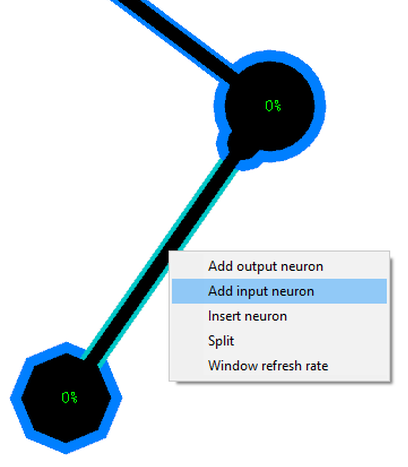 0%
Add output neuron
Add input neuron
Insert neuron
Split
Window refresh rate
0%